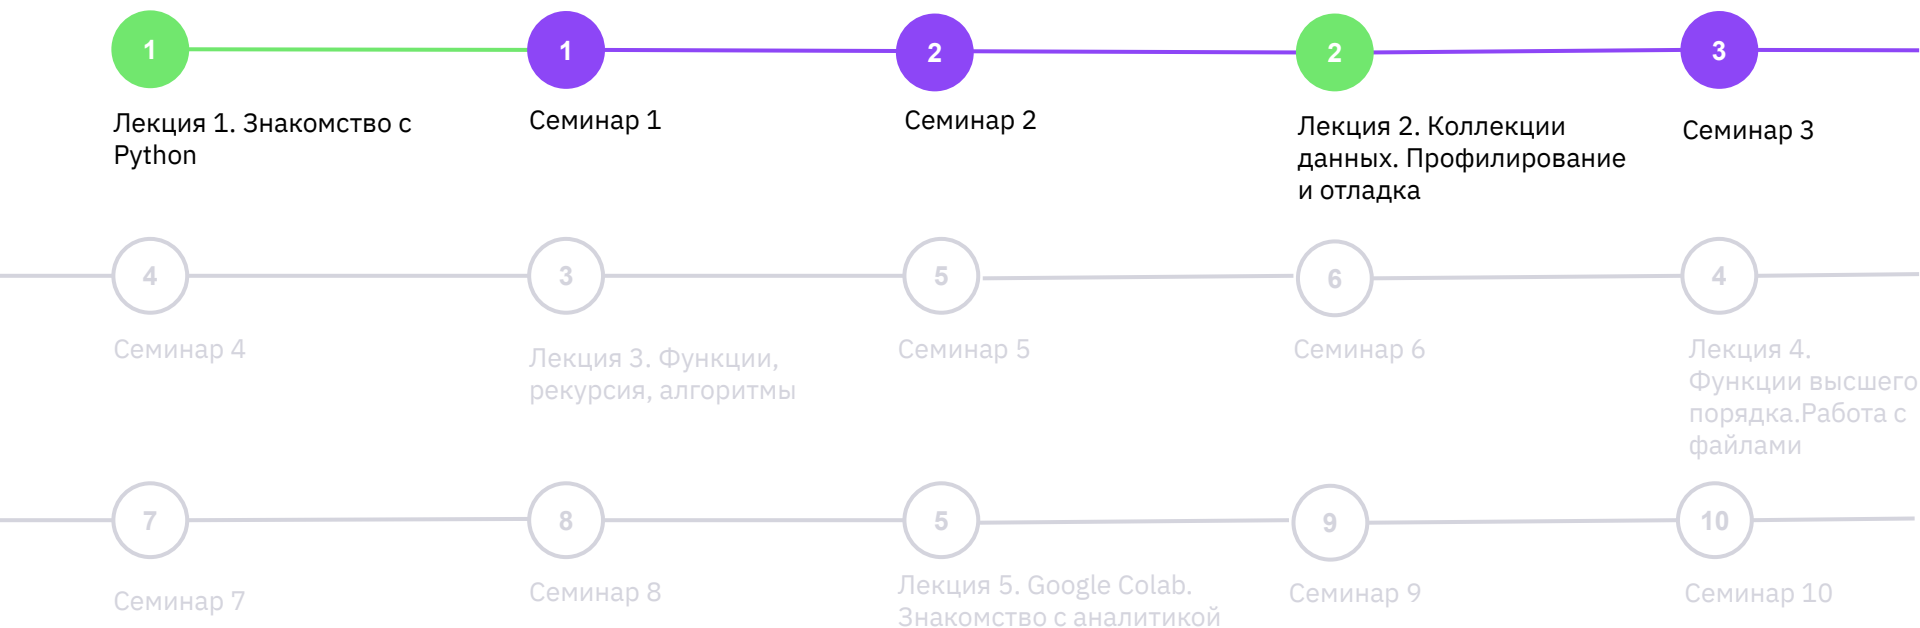 1
1
2
2
3
Лекция 1. Знакомство с
Python
Семинар 1
Семинар 2
Лекция 2. Коллекции
данных. Профилирование
и отладка
Семинар 3
4
3
5
6
4
Семинар 4
Лекция 3. Функции,
рекурсия, алгоритмы
Семинар 5
Семинар 6
Лекция 4.
Функции высшего
порядка.Работа с
файлами
7
8
5
9
10
Семинар 7
Семинар 8
Лекция 5. Google Colab.
Знакомство с аналитикой
Семинар 9
Семинар 10